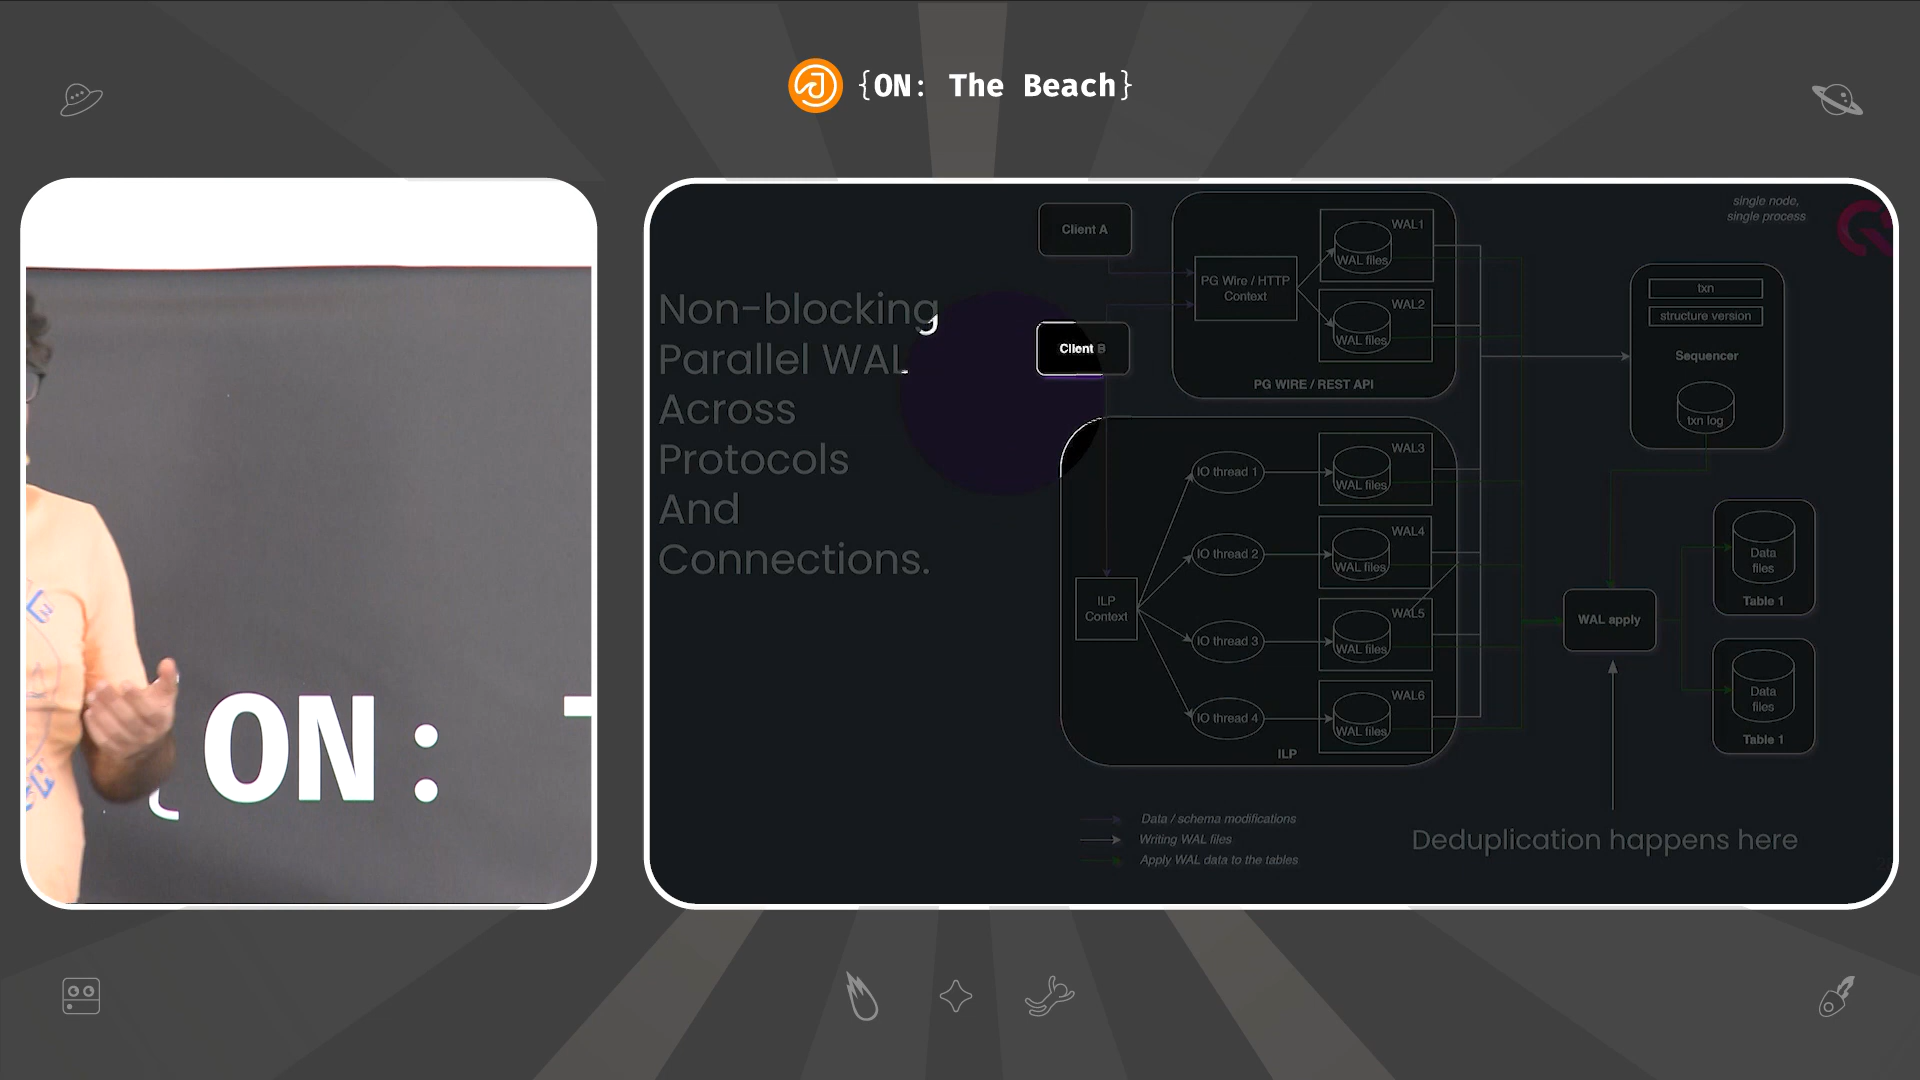 {ON: The Beach}
{ON: T
Non-blocking
Parallel WAL
Across
Protocols
And
Connections.
Client A
Client B
PG Wire / HTTP
Context
WAL1
WAL files
WAL2
WAL files
PG WIRE / REST API
single node,
single process
txn
structure version
Sequencer
txn log
ILP
Context
IO thread 1
IO thread 2
IO thread 3
IO thread 4
WAL3
WAL files
WAL4
WAL files
WAL5
WAL files
WAL6
WAL files
ILP
WAL apply
Data
files
Table 1
Data
files
Table 1
Data / schema modifications
Writing WAL files
Apply WAL data to the tables
Deduplication happens here